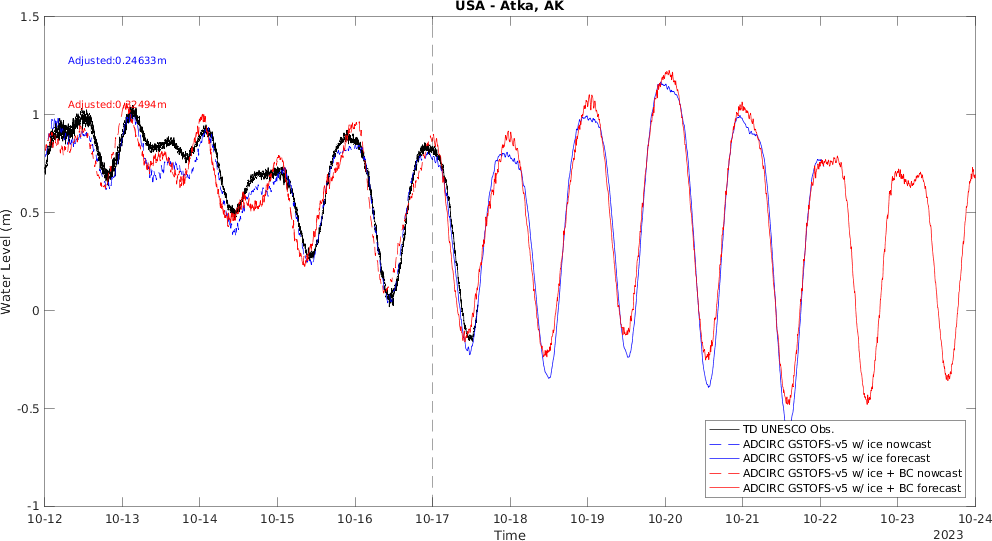 USA - Atka, AK
1.5
1
0.5
0
-0.5
-1
Water Level (m)
Adjusted:0.24633m
Adjusted:0.22494m
TD UNESCO Obs.
ADCIRC GSTOFS-v5 w/ ice nowcast
ADCIRC GSTOFS-v5 w/ ice forecast
ADCIRC GSTOFS-v5 w/ ice + BC nowcast
ADCIRC GSTOFS-v5 w/ ice + BC forecast
10-12 10-13 10-14 10-15 10-16 10-17 10-18 10-19 10-20 10-21 10-22 10-23 10-24
Time
2023